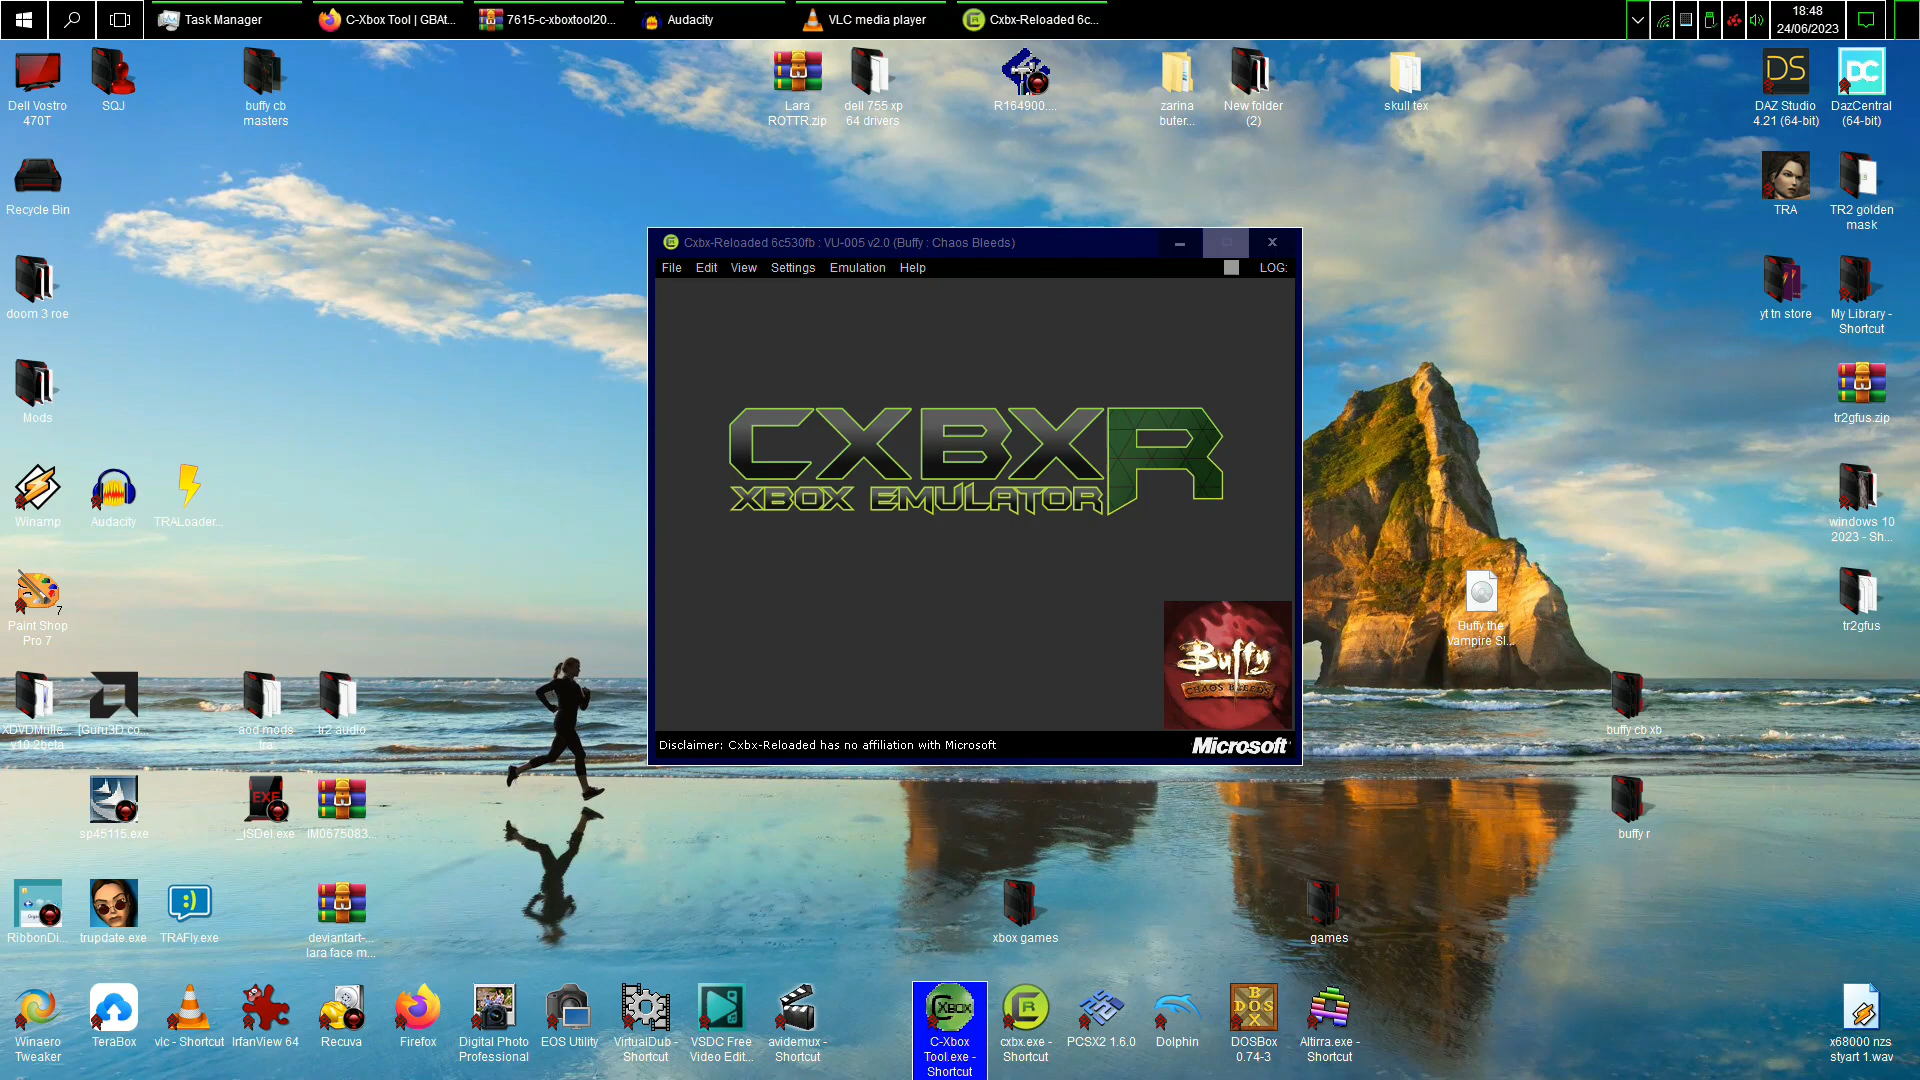 Task Manager
C-Xbox Tool | GBAt...
7615-c-xboxtool20...
Audacity
VLC media player
Cxbx-Reloaded 6c...
18:48
24/06/2023
Dell Vostro
470T
SQJ
buffy cb
masters
Lara
ROTTR.zip
dell 755 xp
64 drivers
R164900....
zarina
buter...
New folder
(2)
skull tex
DS
DAZ Studio
4.21 (64-bit)
DC
DazCentral
(64-bit)
Recycle Bin
TRA
TR2 golden
mask
Cxbx-Reloaded 6c530fb : VU-005 v2.0 (Buffy : Chaos Bleeds)
File Edit View Settings Emulation Help
LOG:
doom 3 roe
yt tn store
My Library -
Shortcut
Mods
tr2gfus.zip
CXBXR
XBOX EMULATOR
Winamp
Audacity
TRALoader...
windows 10
2023 - Sh...
7
Paint Shop
Pro 7
Buffy the
Vampire Sl...
tr2gfus
Buffy
CHAOS BLEEDS
XDVDMulle...
v10.2beta
[Guru3D.co...
aod mods
tra
tr2 audio
buffy cb xb
Disclaimer: Cxbx-Reloaded has no affiliation with Microsoft
Microsoft
sp45115.exe
EXE
_ISDel.exe
IM0675083...
buffy r
RibbonDi...
trupdate.exe
TRAFly.exe
deviantart-...
lara face m...
xbox games
games
Winaero
Tweaker
TeraBox
vlc - Shortcut
IrfanView 64
Recuva
Firefox
Digital Photo
Professional
EOS Utility
VirtualDub -
Shortcut
VSDC Free
Video Edit...
avidemux -
Shortcut
CXBOX
C-Xbox
Tool.exe -
Shortcut
cxbx.exe -
Shortcut
PCSX2 1.6.0
Dolphin
DOSBox
0.74-3
Altirra.exe -
Shortcut
x68000 nzs
styart 1.wav